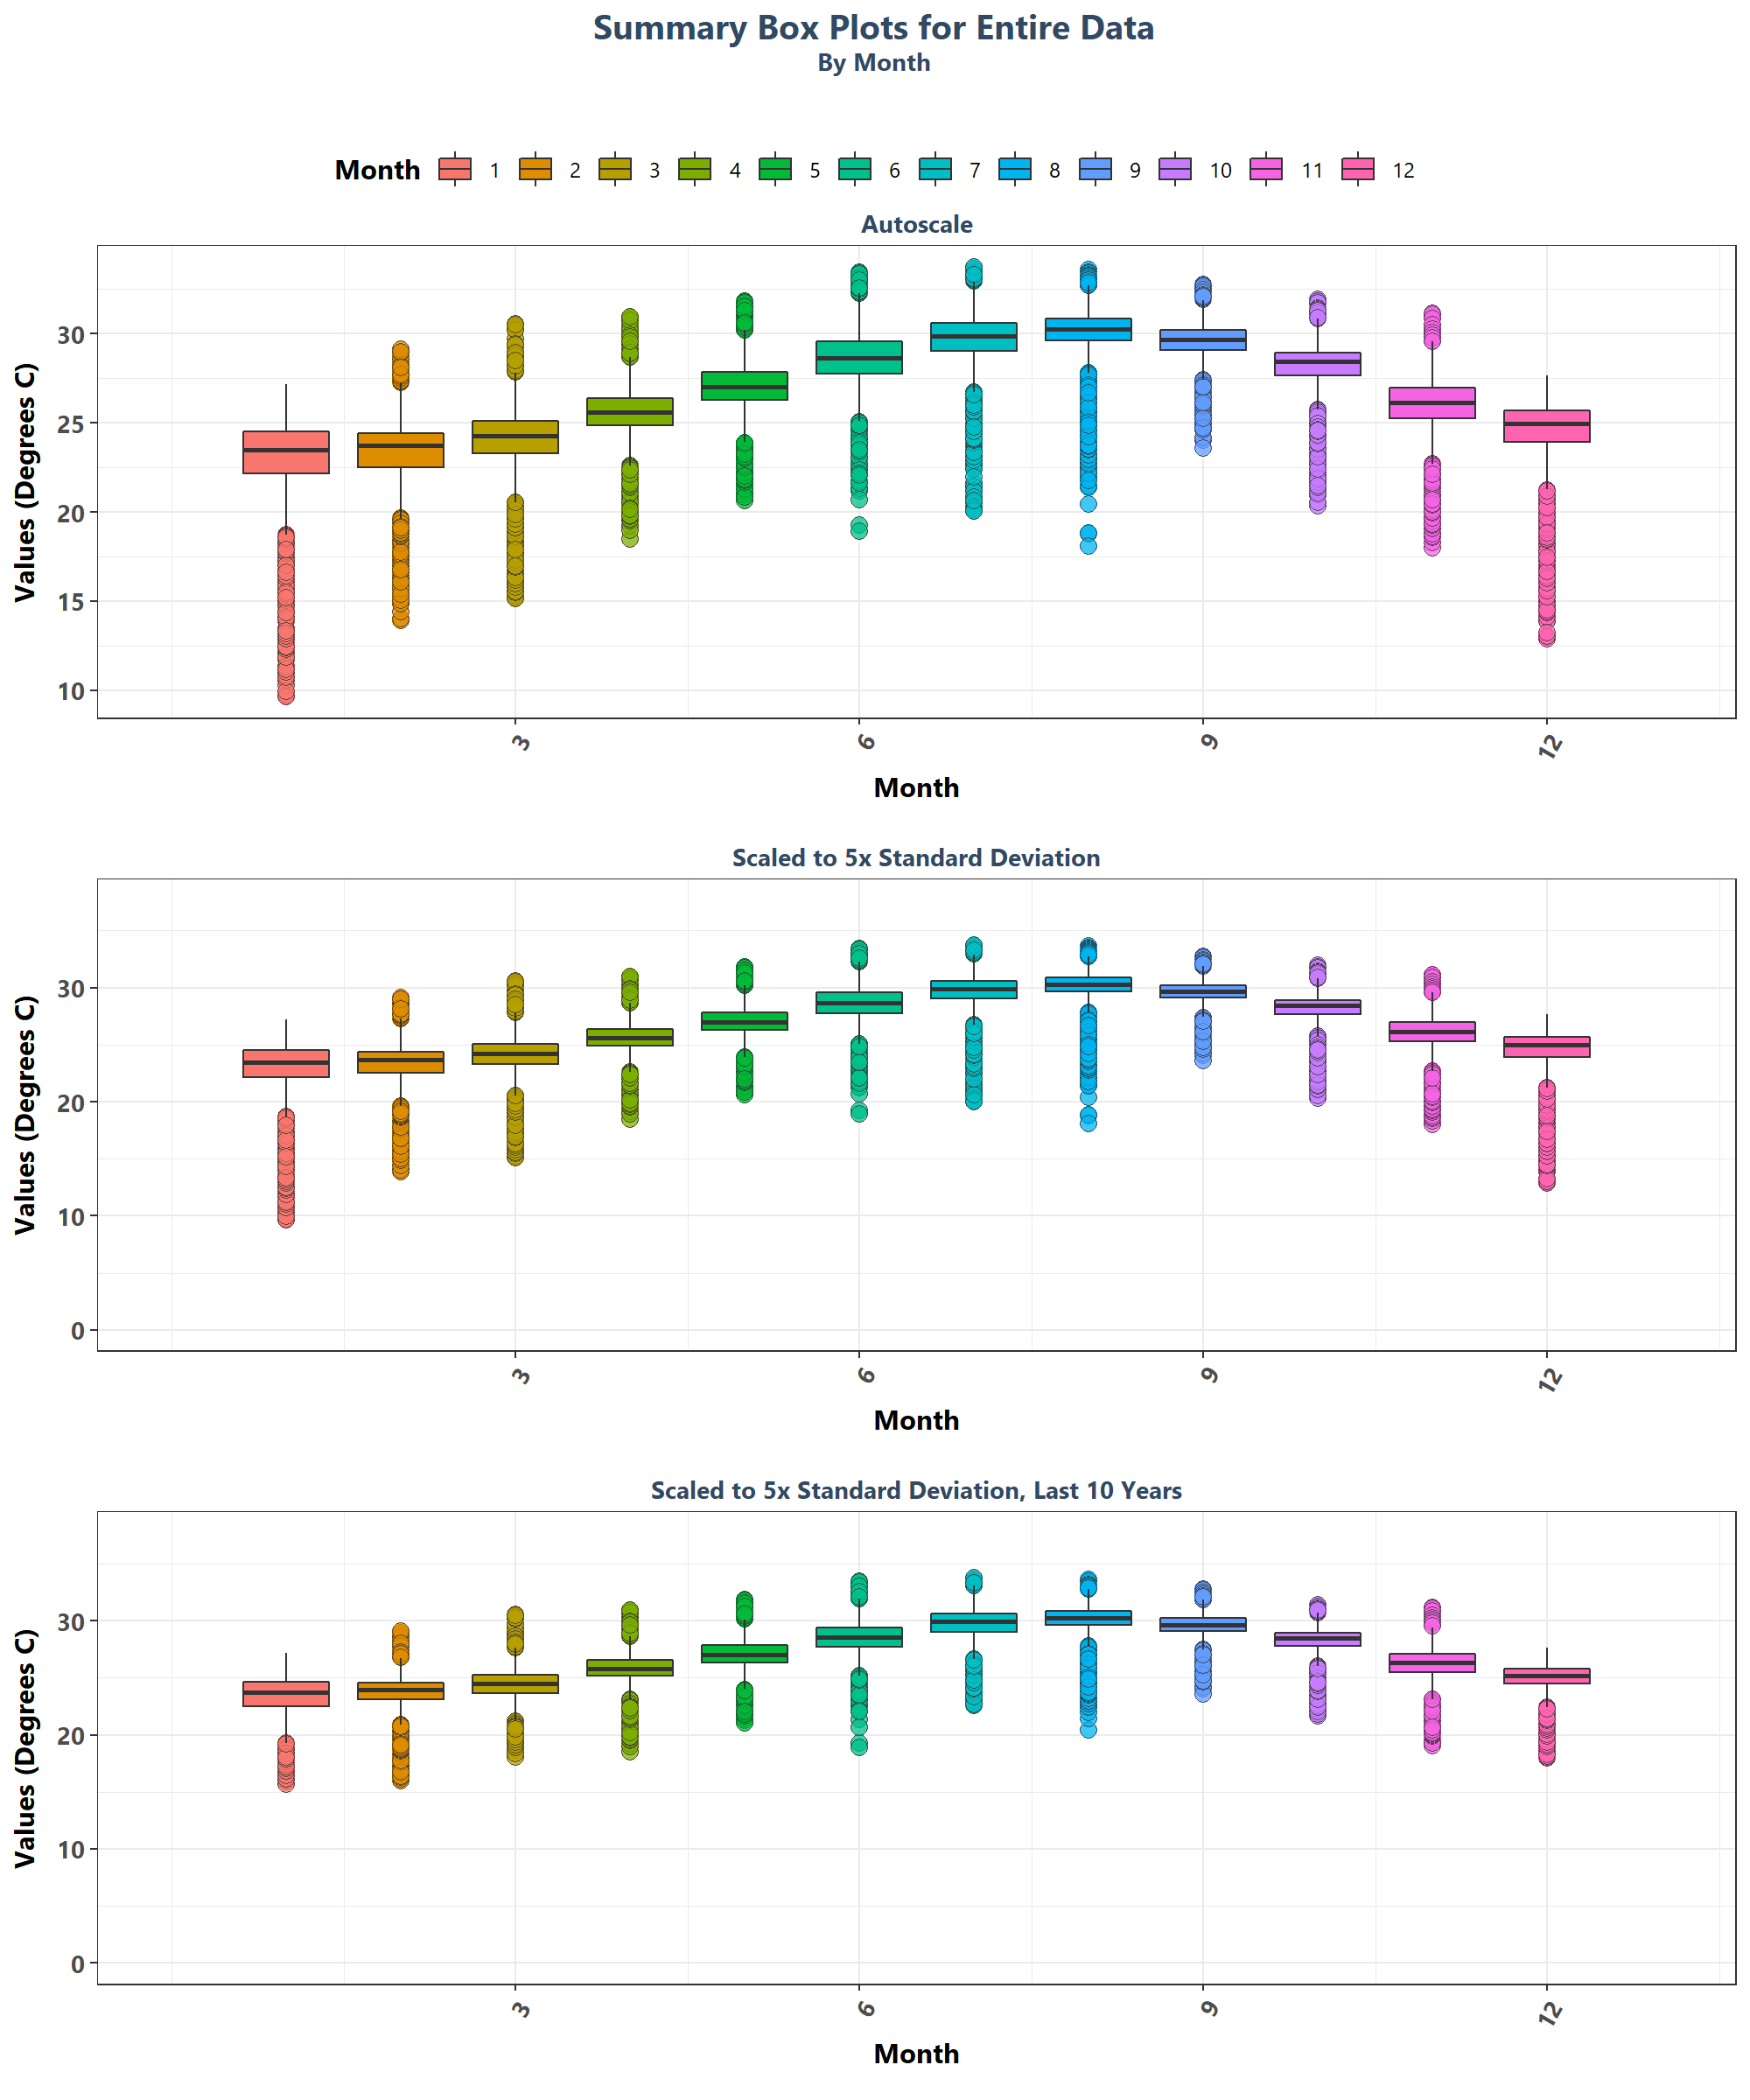 Summary Box Plots for Entire Data
By Month
Month 1 2 3 4 5 6 7 8 9 10 11 12
Autoscale
Values (Degrees C)
30
25
20
15
10
3 6 9 12
Month
Scaled to 5x Standard Deviation
Values (Degrees C)
30
20
10
0
3 6 9 12
Month
Scaled to 5x Standard Deviation, Last 10 Years
Values (Degrees C)
30
20
10
0
3 6 9 12
Month